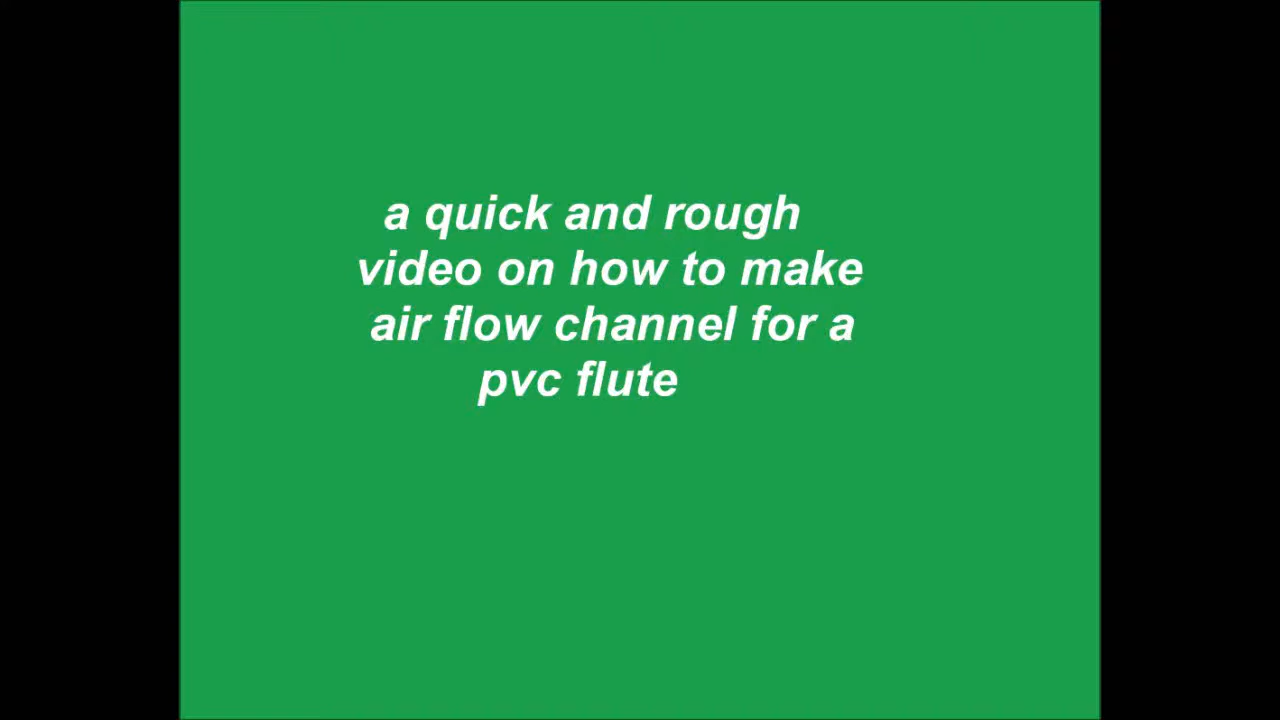 a quick and rough
video on how to make
air flow channel for a
pvc flute